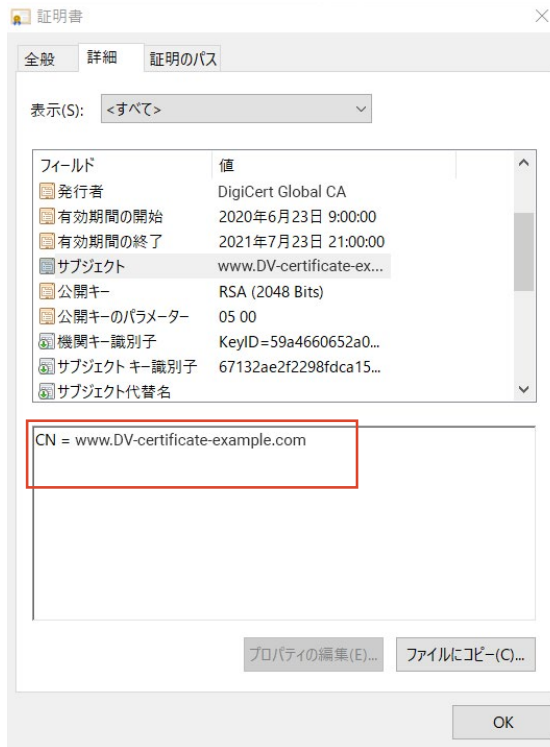 証明書
全般 詳細 証明のパス
表示(S): <すべて>
フィールド 値
発行者 DigiCert Global CA
有効期間の開始 2020年6月23日 9:00:00
有効期間の終了 2021年7月23日 21:00:00
サブジェクト www.DV-certificate-ex...
公開キー RSA (2048 Bits)
公開キーのパラメーター 05 00
機関キー識別子 KeyID=59a4660652a0...
サブジェクト キー識別子 67132ae2f2298fdca15...
サブジェクト代替名
CN = www.DV-certificate-example.com
プロパティの編集(E)... ファイルにコピー(C)...
OK